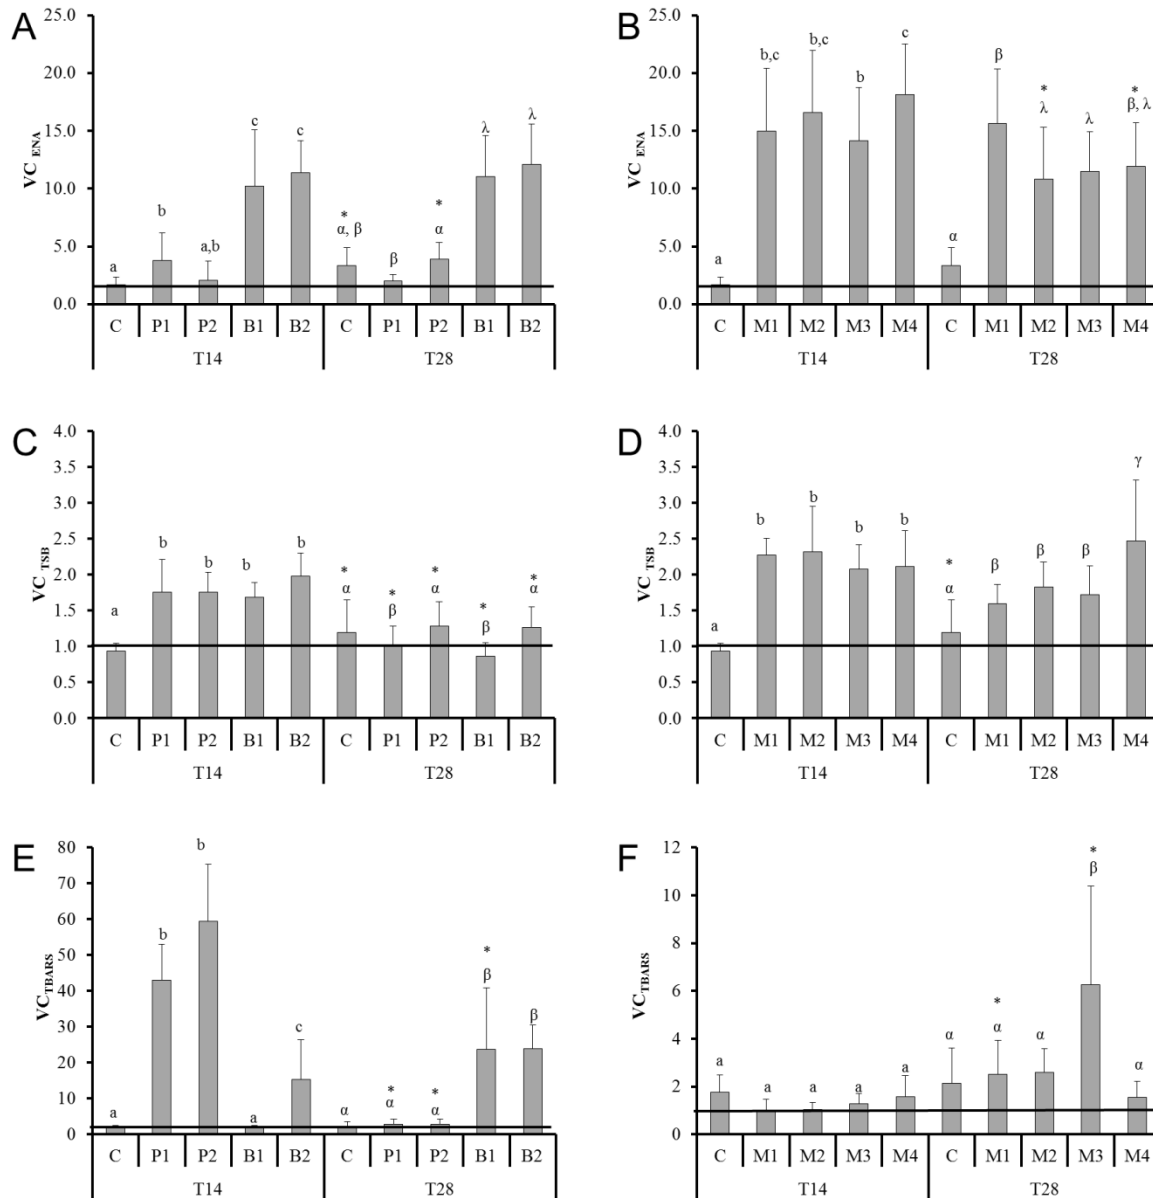 A
VC ENA
25.0
20.0
15.0
10.0
5.0
0.0
a
b
a,b
c
c
*
α, β
β
*
α
λ
λ
C P1 P2 B1 B2 C P1 P2 B1 B2
T14 T28
B
VC ENA
25.0
20.0
15.0
10.0
5.0
0.0
a
b,c
b,c
b
c
α
β
*
λ
λ
*
β, λ
C M1 M2 M3 M4 C M1 M2 M3 M4
T14 T28
C
VC TSB
4.0
3.5
3.0
2.5
2.0
1.5
1.0
0.5
0.0
a
b
b
b
b
*
α
*
β
*
α
*
β
*
α
C P1 P2 B1 B2 C P1 P2 B1 B2
T14 T28
D
VC TSB
4.0
3.5
3.0
2.5
2.0
1.5
1.0
0.5
0.0
a
b
b
b
b
*
α
β
β
β
γ
C M1 M2 M3 M4 C M1 M2 M3 M4
T14 T28
E
VC TBARS
80
70
60
50
40
30
20
10
0
a
b
b
a
c
α
*
α
*
α
*
β
β
C P1 P2 B1 B2 C P1 P2 B1 B2
T14 T28
F
VC TBARS
12
10
8
6
4
2
0
a
a
a
a
a
α
*
α
α
*
β
α
C M1 M2 M3 M4 C M1 M2 M3 M4
T14 T28